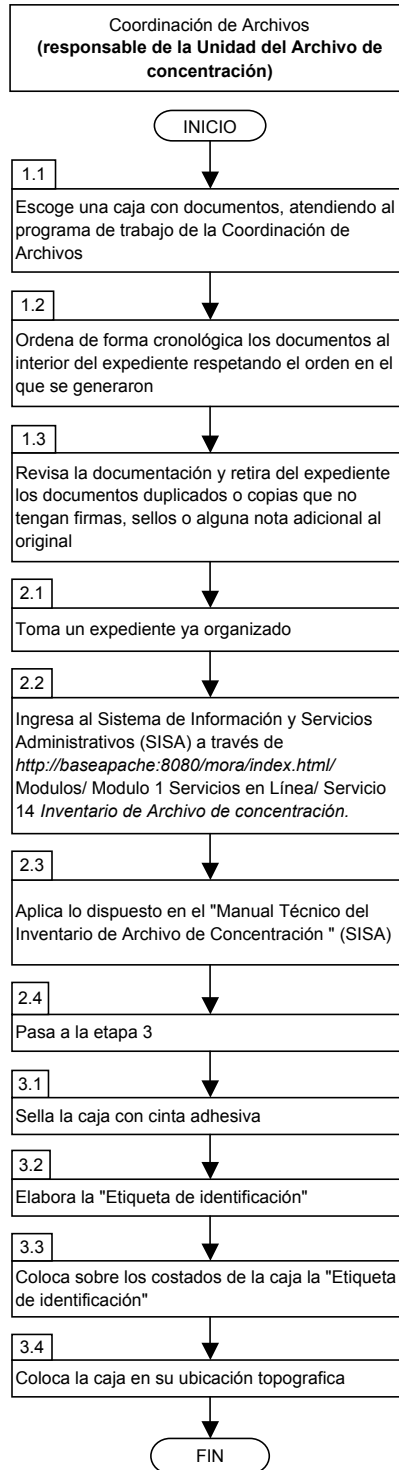 Coordinación de Archivos
(responsable de la Unidad del Archivo de
concentración)
INICIO
1.1
Escoge una caja con documentos, atendiendo al
programa de trabajo de la Coordinación de
Archivos
1.2
Ordena de forma cronológica los documentos al
interior del expediente respetando el orden en el
que se generaron
1.3
Revisa la documentación y retira del expediente
los documentos duplicados o copias que no
tengan firmas, sellos o alguna nota adicional al
original
2.1
Toma un expediente ya organizado
2.2
Ingresa al Sistema de Información y Servicios
Administrativos (SISA) a través de
http://baseapache:8080/mora/index.html/
Modulos/ Modulo 1 Servicios en Línea/ Servicio
14 Inventario de Archivo de concentración.
2.3
Aplica lo dispuesto en el "Manual Técnico del
Inventario de Archivo de Concentración " (SISA)
2.4
Pasa a la etapa 3
3.1
Sella la caja con cinta adhesiva
3.2
Elabora la "Etiqueta de identificación"
3.3
Coloca sobre los costados de la caja la "Etiqueta
de identificación"
3.4
Coloca la caja en su ubicación topografica
FIN